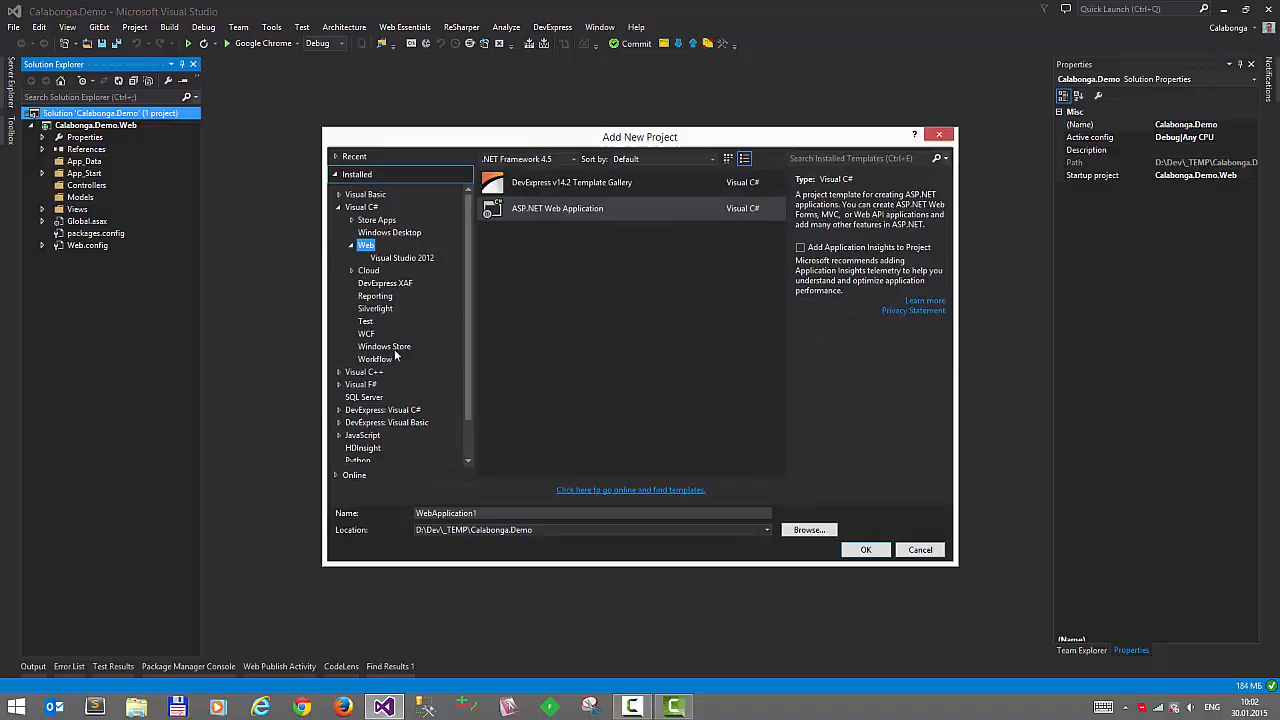 Calabonga.Demo - Microsoft Visual Studio
Quick Launch (Ctrl+Q)
File Edit View GitExt Project Build Debug Team Tools Test Architecture Web Essentials ReSharper Analyze DevExpress Window Help
Calabonga
Google Chrome Debug Commit
Server Explorer
Toolbox
Solution Explorer
Search Solution Explorer (Ctrl+;)
Solution 'Calabonga.Demo' (1 project)
Calabonga.Demo.Web
Properties
References
App_Data
App_Start
Controllers
Models
Views
Global.asax
packages.config
Web.config
Add New Project
?
Recent
Installed
Visual Basic
Visual C#
Store Apps
Windows Desktop
Web
Visual Studio 2012
Cloud
DevExpress XAF
Reporting
Silverlight
Test
WCF
Windows Store
Workflow
Visual C++
Visual F#
SQL Server
DevExpress: Visual C#
DevExpress: Visual Basic
JavaScript
HDInsight
Python
Online
.NET Framework 4.5 Sort by: Default
Search Installed Templates (Ctrl+E)
DevExpress v14.2 Template Gallery Visual C#
ASP.NET Web Application Visual C#
Type: Visual C#
A project template for creating ASP.NET
applications. You can create ASP.NET Web
Forms, MVC, or Web API applications and
add many other features in ASP.NET.
Add Application Insights to Project
Microsoft recommends adding
Application Insights telemetry to help you
understand and optimize application
performance.
Learn more
Privacy Statement
Click here to go online and find templates.
Name: WebApplication1
Location: D:\Dev\_TEMP\Calabonga.Demo Browse...
OK Cancel
Properties
Calabonga.Demo Solution Properties
Misc
(Name) Calabonga.Demo
Active config Debug|Any CPU
Description
Path D:\Dev\_TEMP\Calabonga.D
Startup project Calabonga.Demo.Web
(Name)
Team Explorer Properties
Notifications
Output Error List Test Results Package Manager Console Web Publish Activity CodeLens Find Results 1
184 МБ
ENG
10:02
30.01.2015